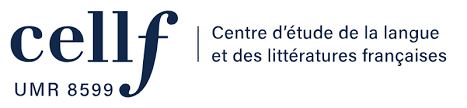 cellf
UMR 8599
Centre d'étude de la langue
et des littératures françaises